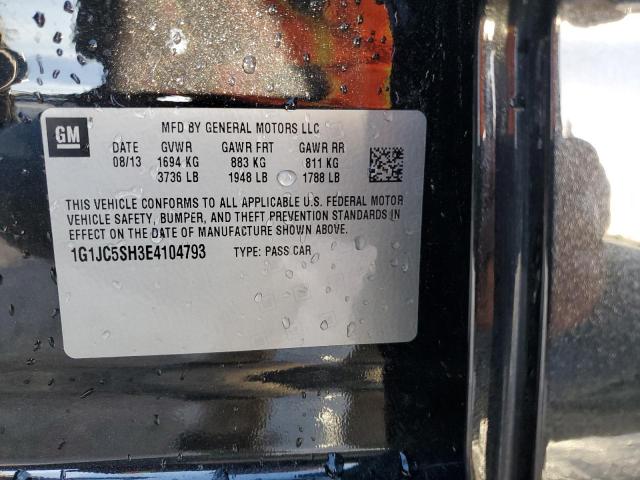 GM
MFD BY GENERAL MOTORS LLC
DATE GVWR GAWR FRT GAWR RR
08/13 1694 KG 883 KG 811 KG
3736 LB 1948 LB 1788 LB
THIS VEHICLE CONFORMS TO ALL APPLICABLE U.S. FEDERAL MOTOR
VEHICLE SAFETY, BUMPER, AND THEFT PREVENTION STANDARDS IN
EFFECT ON THE DATE OF MANUFACTURE SHOWN ABOVE.
1G1JC5SH3E4104793 TYPE: PASS CAR